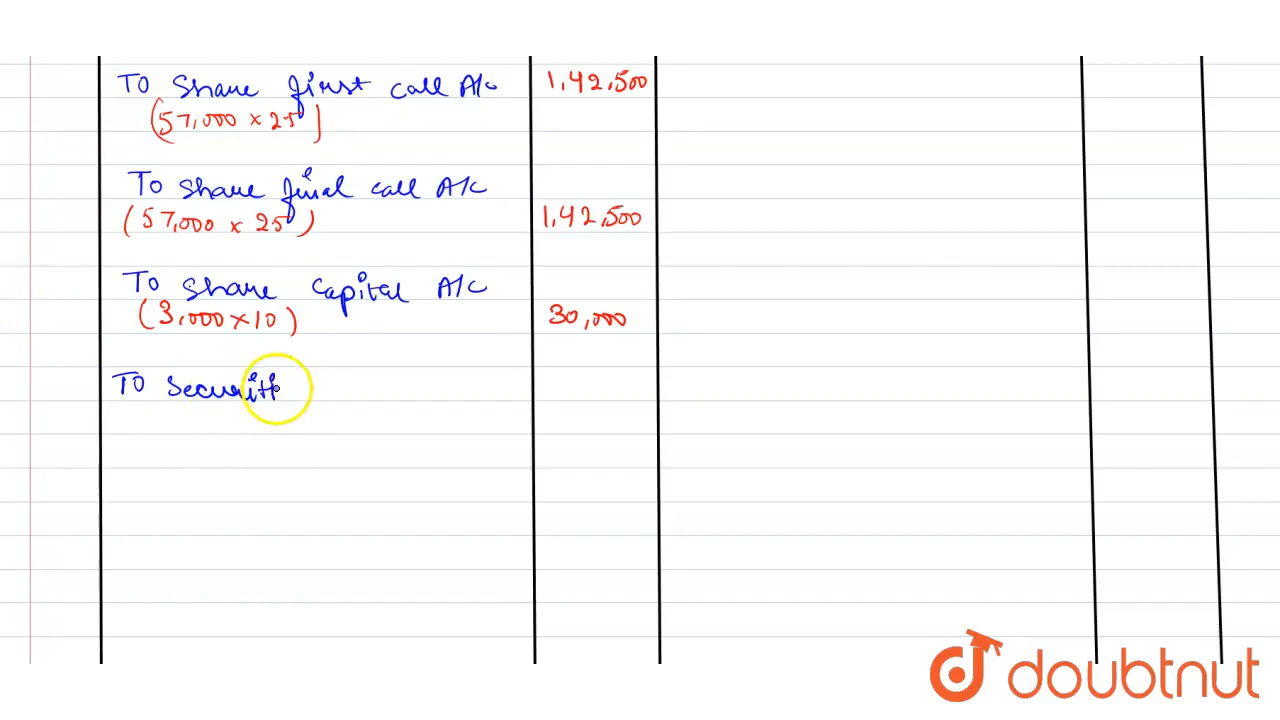 To Share first call A/c 1,42,500
(57,000 x 25)
To Share final call A/c
(57,000 x 25) 1,42,500
To Share Capital A/c
(3,000 x 10) 30,000
To Securiti
doubtnut